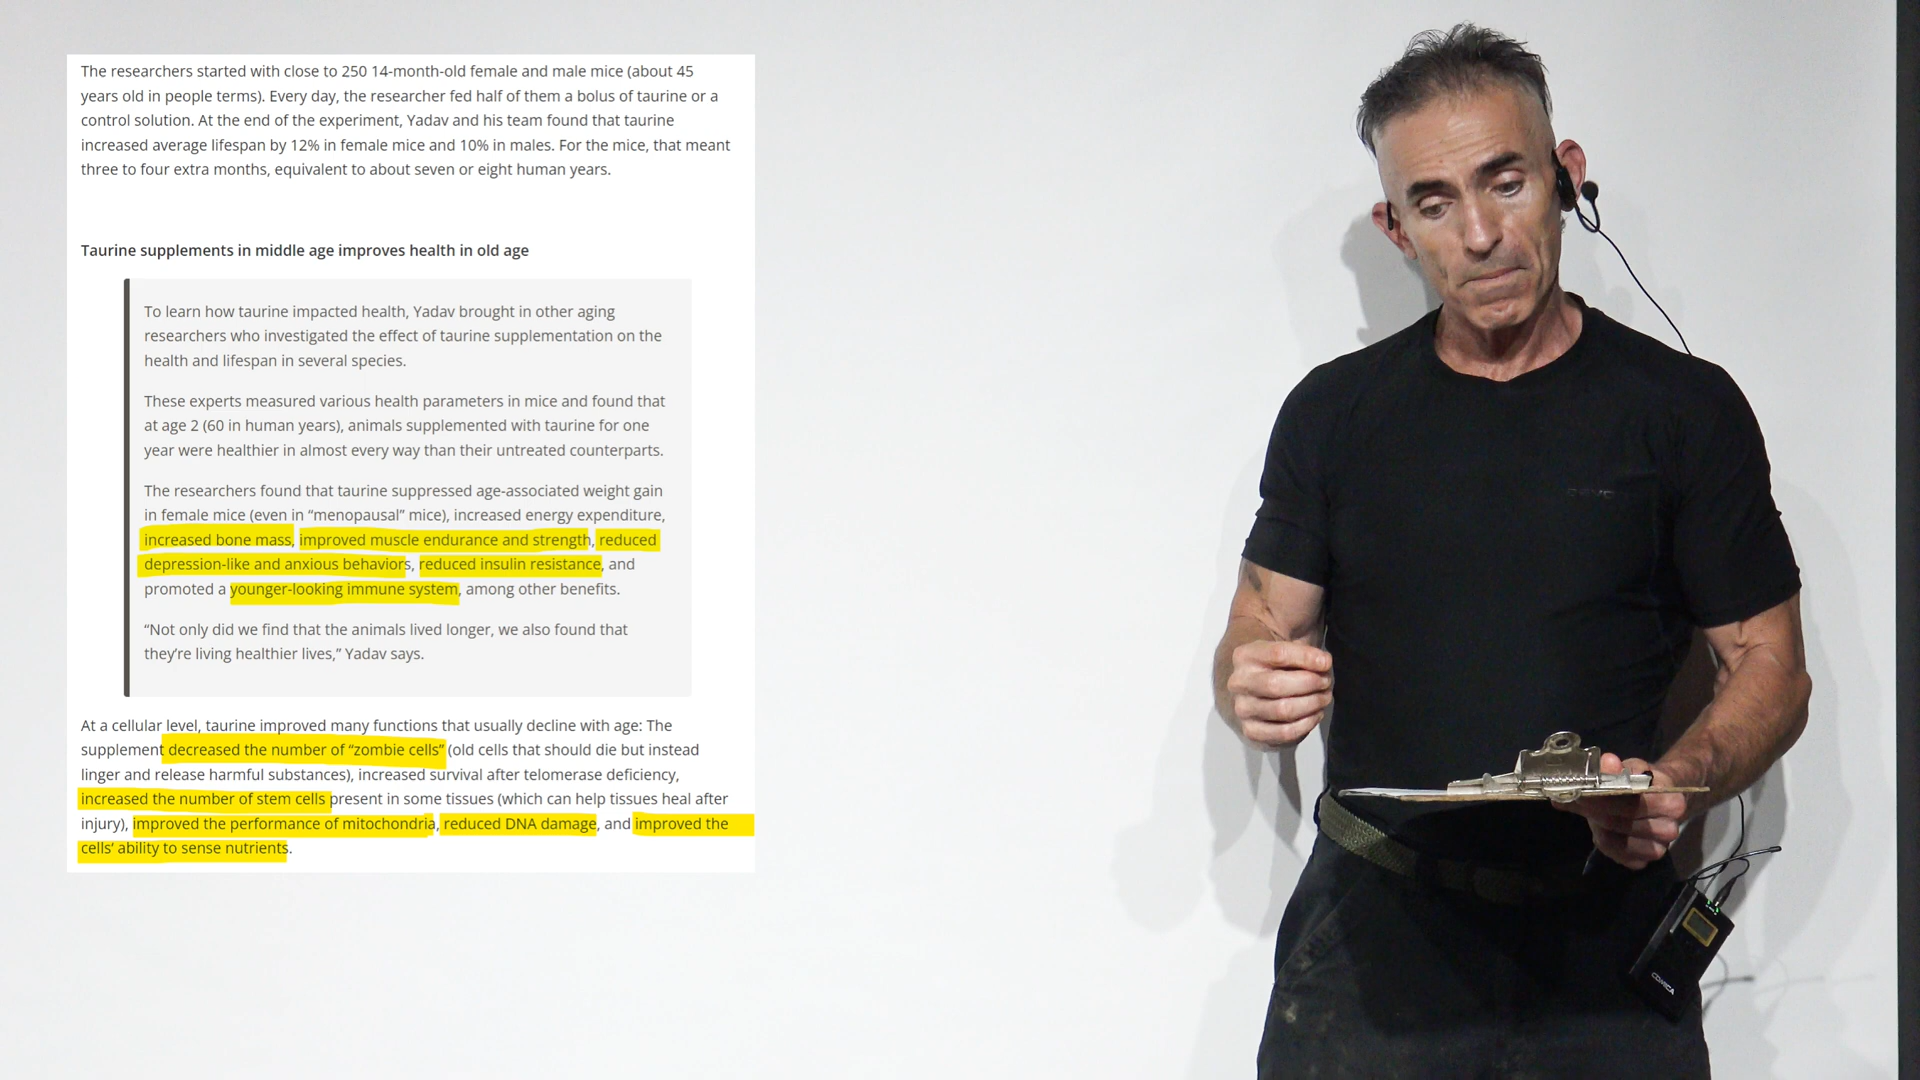 The researchers started with close to 250 14-month-old female and male mice (about 45
years old in people terms). Every day, the researcher fed half of them a bolus of taurine or a
control solution. At the end of the experiment, Yadav and his team found that taurine
increased average lifespan by 12% in female mice and 10% in males. For the mice, that meant
three to four extra months, equivalent to about seven or eight human years.
Taurine supplements in middle age improves health in old age
To learn how taurine impacted health, Yadav brought in other aging
researchers who investigated the effect of taurine supplementation on the
health and lifespan in several species.
These experts measured various health parameters in mice and found that
at age 2 (60 in human years), animals supplemented with taurine for one
year were healthier in almost every way than their untreated counterparts.
The researchers found that taurine suppressed age-associated weight gain
in female mice (even in “menopausal” mice), increased energy expenditure,
increased bone mass, improved muscle endurance and strength, reduced
depression-like and anxious behaviors, reduced insulin resistance, and
promoted a younger-looking immune system, among other benefits.
“Not only did we find that the animals lived longer, we also found that
they’re living healthier lives,” Yadav says.
At a cellular level, taurine improved many functions that usually decline with age: The
supplement decreased the number of “zombie cells” (old cells that should die but instead
linger and release harmful substances), increased survival after telomerase deficiency,
increased the number of stem cells present in some tissues (which can help tissues heal after
injury), improved the performance of mitochondria, reduced DNA damage, and improved the
cells’ ability to sense nutrients.
COMICA